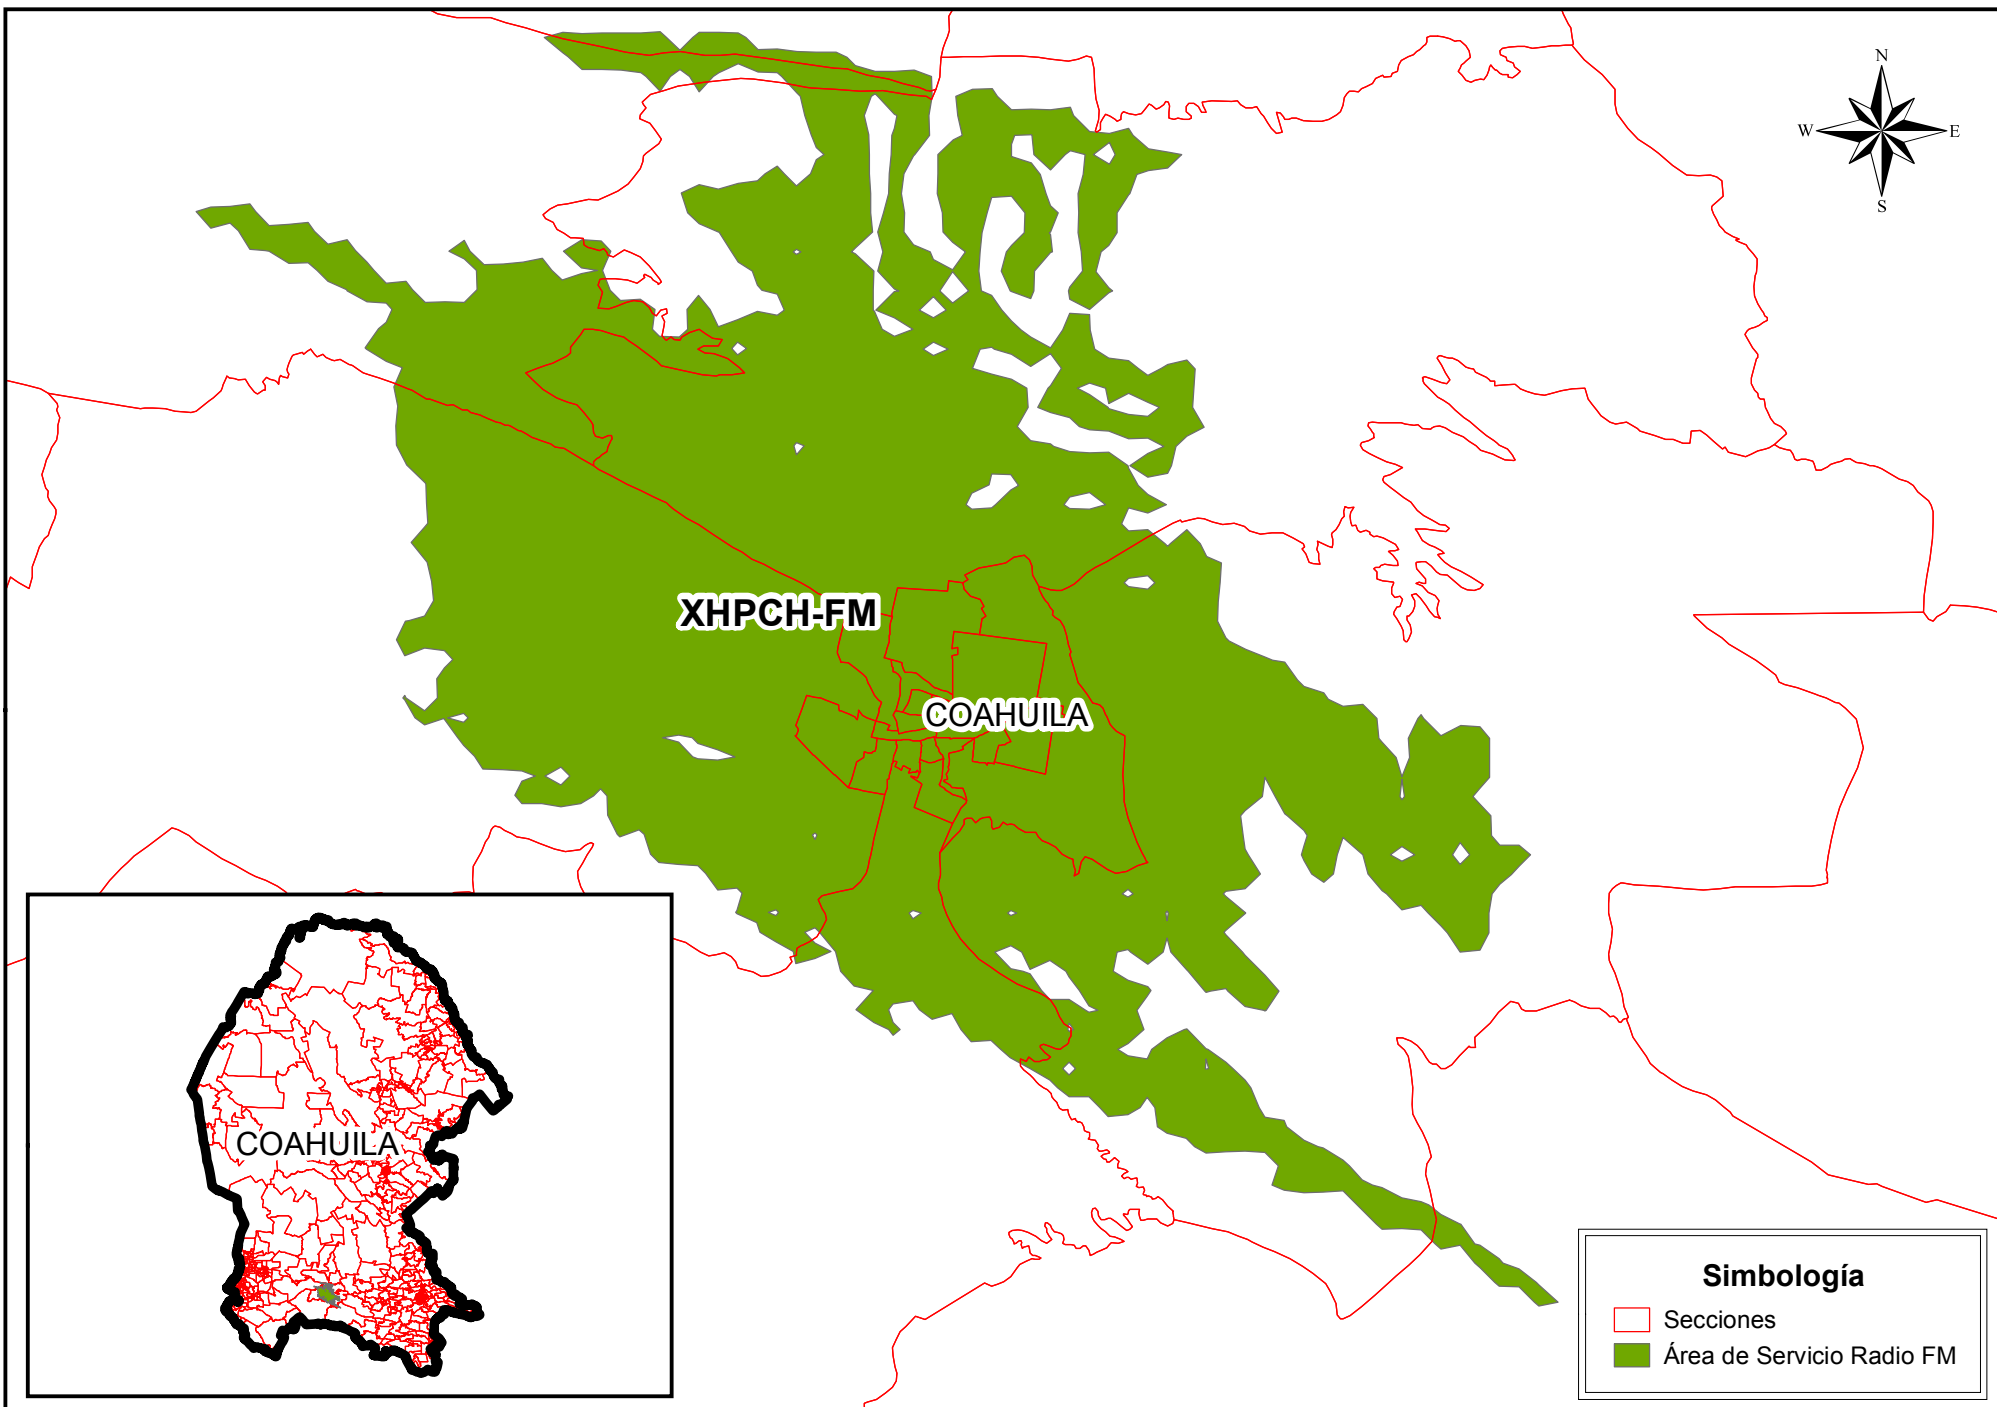 N
W E
S
XHPCH-FM
COAHUILA
COAHUILA
Simbología
Secciones
Área de Servicio Radio FM